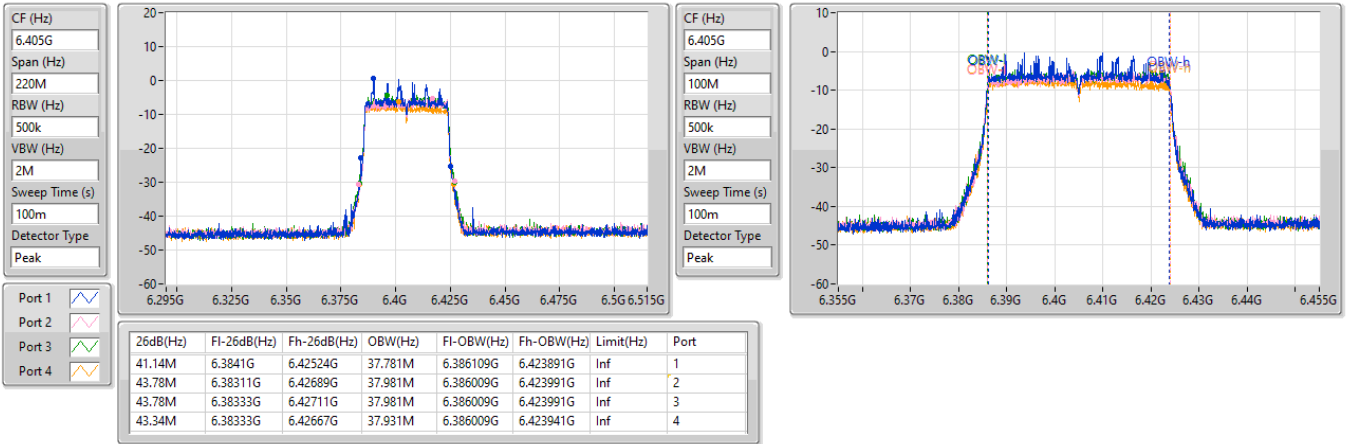 CF (Hz)
6.405G
Span (Hz)
220M
RBW (Hz)
500k
VBW (Hz)
2M
Sweep Time (s)
100m
Detector Type
Peak
10
0
-10
-20
-30
-40
-50
-60
6.295G 6.325G 6.35G 6.375G 6.4G 6.425G 6.45G 6.475G 6.5G 6.515G
CF (Hz)
6.405G
Span (Hz)
100M
RBW (Hz)
500k
VBW (Hz)
2M
Sweep Time (s)
100m
Detector Type
Peak
10
0
-10
-20
-30
-40
-50
-60
OBW-l
OBW-h
6.355G 6.37G 6.38G 6.39G 6.4G 6.41G 6.42G 6.43G 6.44G 6.455G
Port 1
Port 2
Port 3
Port 4
26dB(Hz) Fl-26dB(Hz) Fh-26dB(Hz) OBW(Hz) Fl-OBW(Hz) Fh-OBW(Hz) Limit(Hz) Port
41.14M 6.3841G 6.42524G 37.781M 6.386109G 6.423891G Inf 1
43.78M 6.38311G 6.42689G 37.981M 6.386009G 6.423991G Inf 2
43.78M 6.38333G 6.42711G 37.981M 6.386009G 6.423991G Inf 3
43.34M 6.38333G 6.42667G 37.931M 6.386009G 6.423941G Inf 4